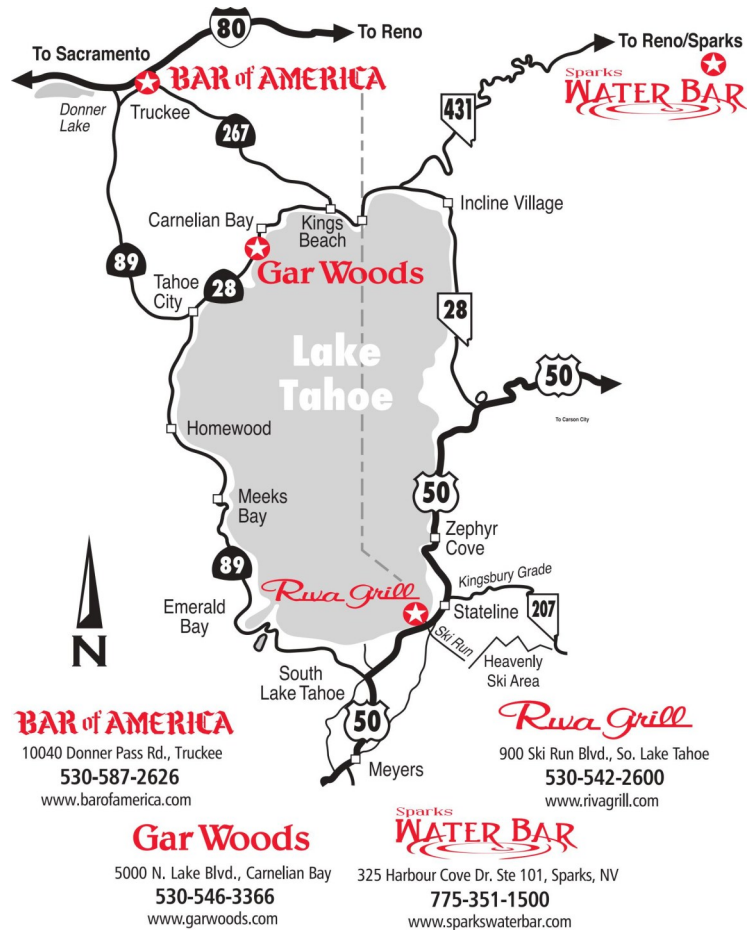 80
To Reno
To Sacramento
BAR of AMERICA
To Reno/Sparks
Sparks
WATER BAR
Donner
Lake
Truckee
267
431
Carnelian Bay
Kings
Beach
Incline Village
Gar Woods
89
28
Tahoe
City
28
Lake
Tahoe
50
To Carson City
Homewood
50
Meeks
Bay
Zephyr
Cove
89
Kingsbury Grade
Riva Grill
Emerald
Bay
Stateline
207
Ski Run
Heavenly
Ski Area
N
South
Lake Tahoe
50
Meyers
BAR of AMERICA
10040 Donner Pass Rd., Truckee
530-587-2626
www.barofamerica.com
Riva Grill
900 Ski Run Blvd., So. Lake Tahoe
530-542-2600
www.rivagrill.com
Gar Woods
5000 N. Lake Blvd., Carnelian Bay
530-546-3366
www.garwoods.com
Sparks
WATER BAR
325 Harbour Cove Dr. Ste 101, Sparks, NV
775-351-1500
www.sparkswaterbar.com